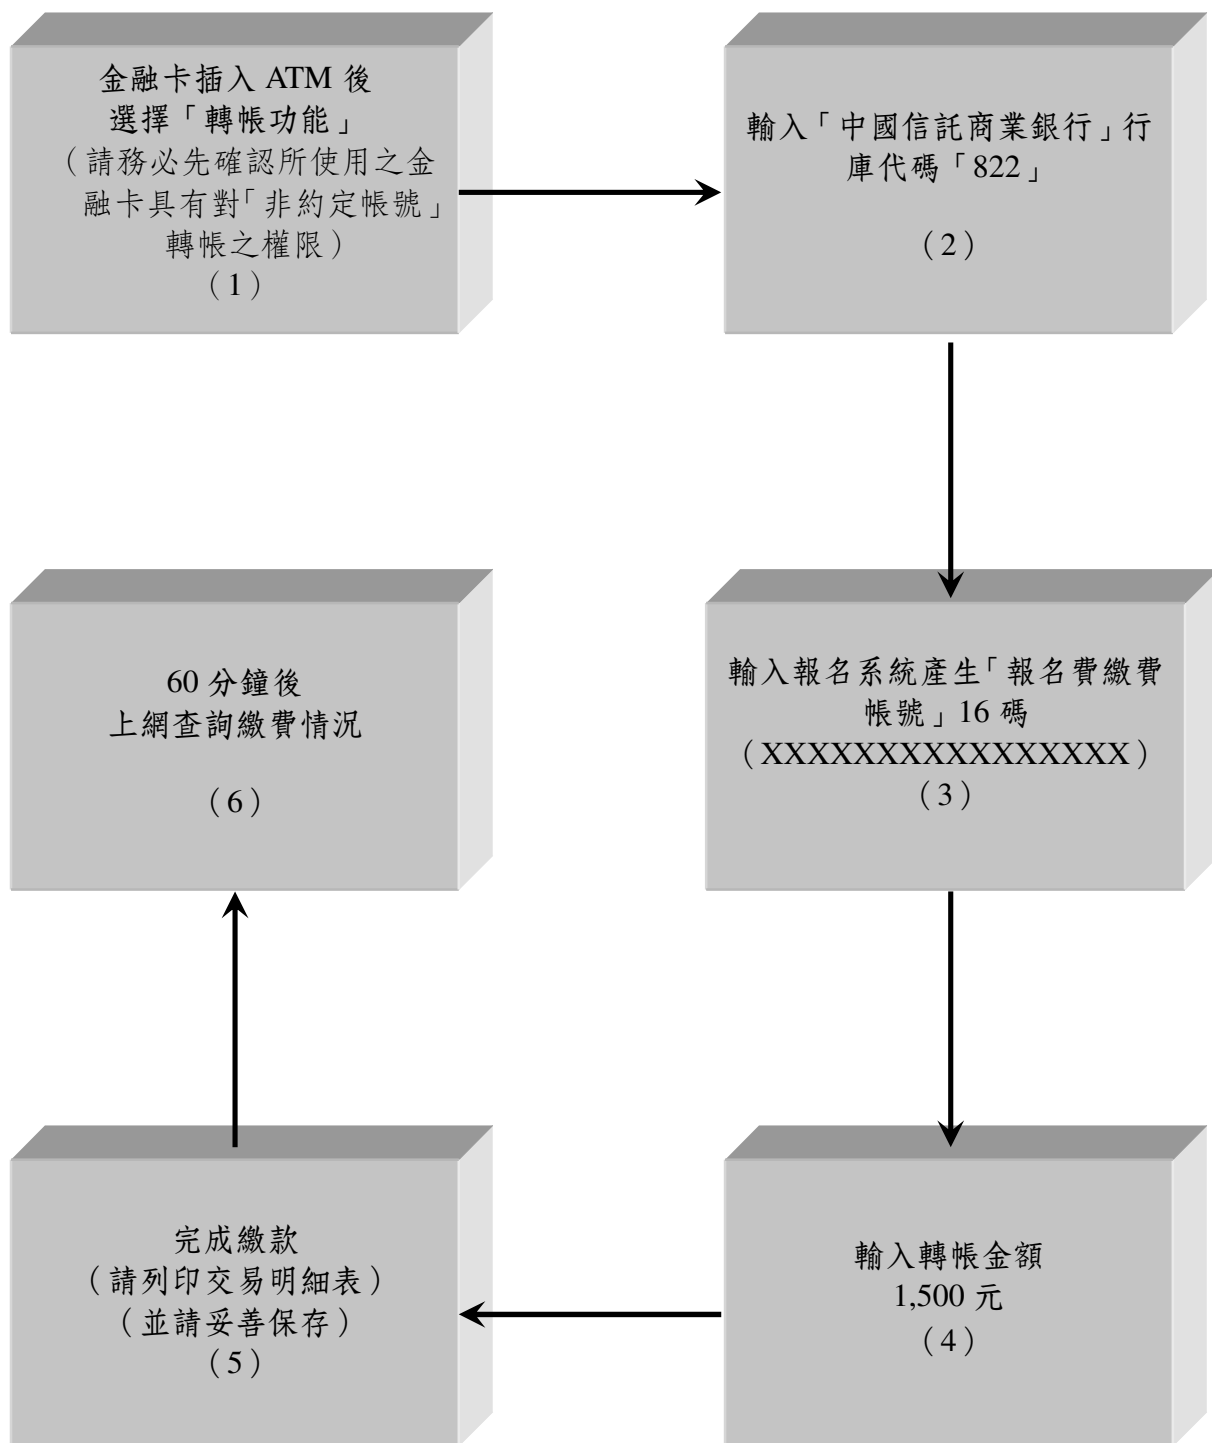 金融卡插入 ATM 後
選擇「轉帳功能」
（請務必先確認所使用之金
融卡具有對「非約定帳號」
轉帳之權限）
（1）
輸入「中國信託商業銀行」行
庫代碼「822」
（2）
輸入報名系統產生「報名費繳費
帳號」16 碼
（XXXXXXXXXXXXXXXX）
（3）
輸入轉帳金額
1,500 元
（4）
完成繳款
（請列印交易明細表）
（並請妥善保存）
（5）
60 分鐘後
上網查詢繳費情況
（6）